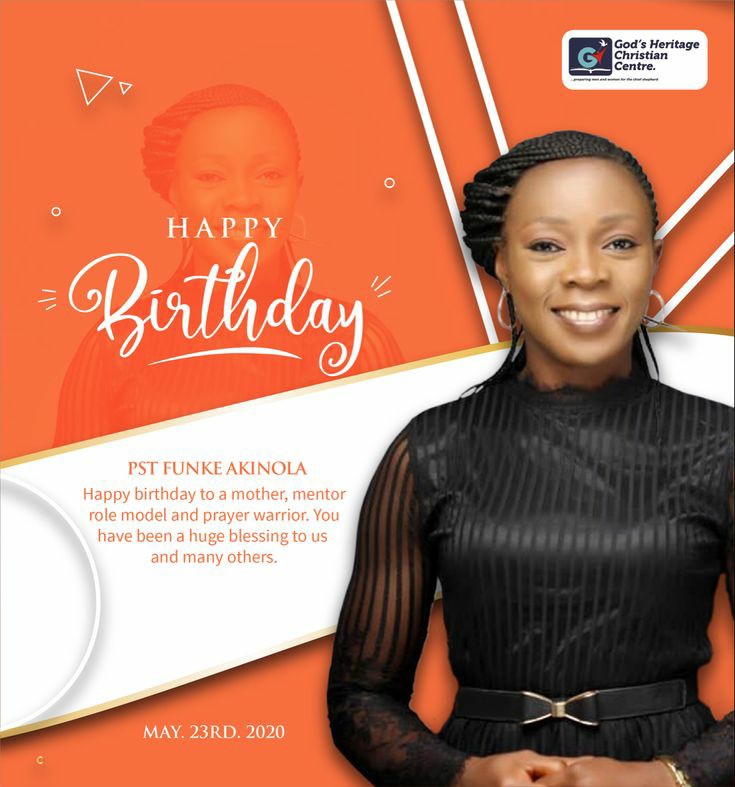 God's Heritage
Christian
Centre.
...preparing men and women for the chief shepherd
HAPPY
Birthday
PST FUNKE AKINOLA
Happy birthday to a mother, mentor
role model and prayer warrior. You
have been a huge blessing to us
and many others.
MAY. 23RD. 2020
C